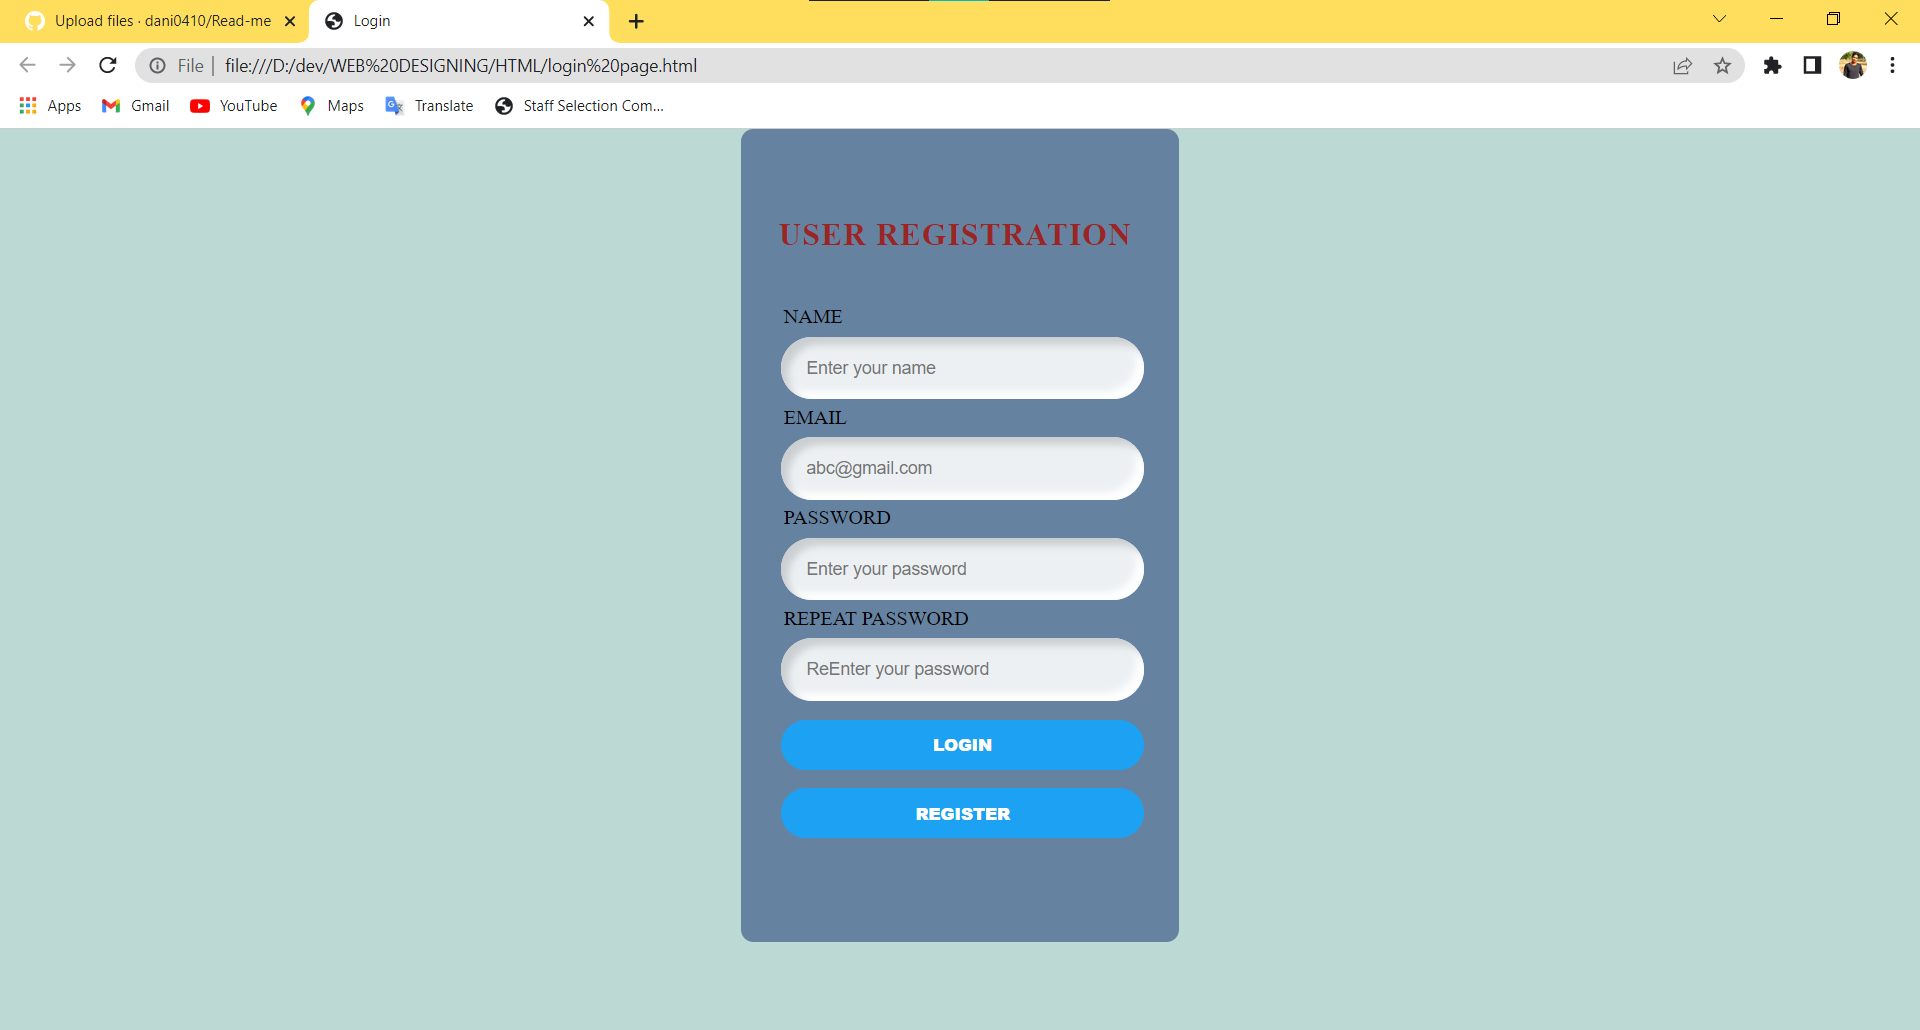 Upload files · dani0410/Read-me
Login
File
file:///D:/dev/WEB%20DESIGNING/HTML/login%20page.html
Apps
Gmail
YouTube
Maps
Translate
Staff Selection Com...
USER REGISTRATION
NAME
Enter your name
EMAIL
abc@gmail.com
PASSWORD
Enter your password
REPEAT PASSWORD
ReEnter your password
LOGIN
REGISTER